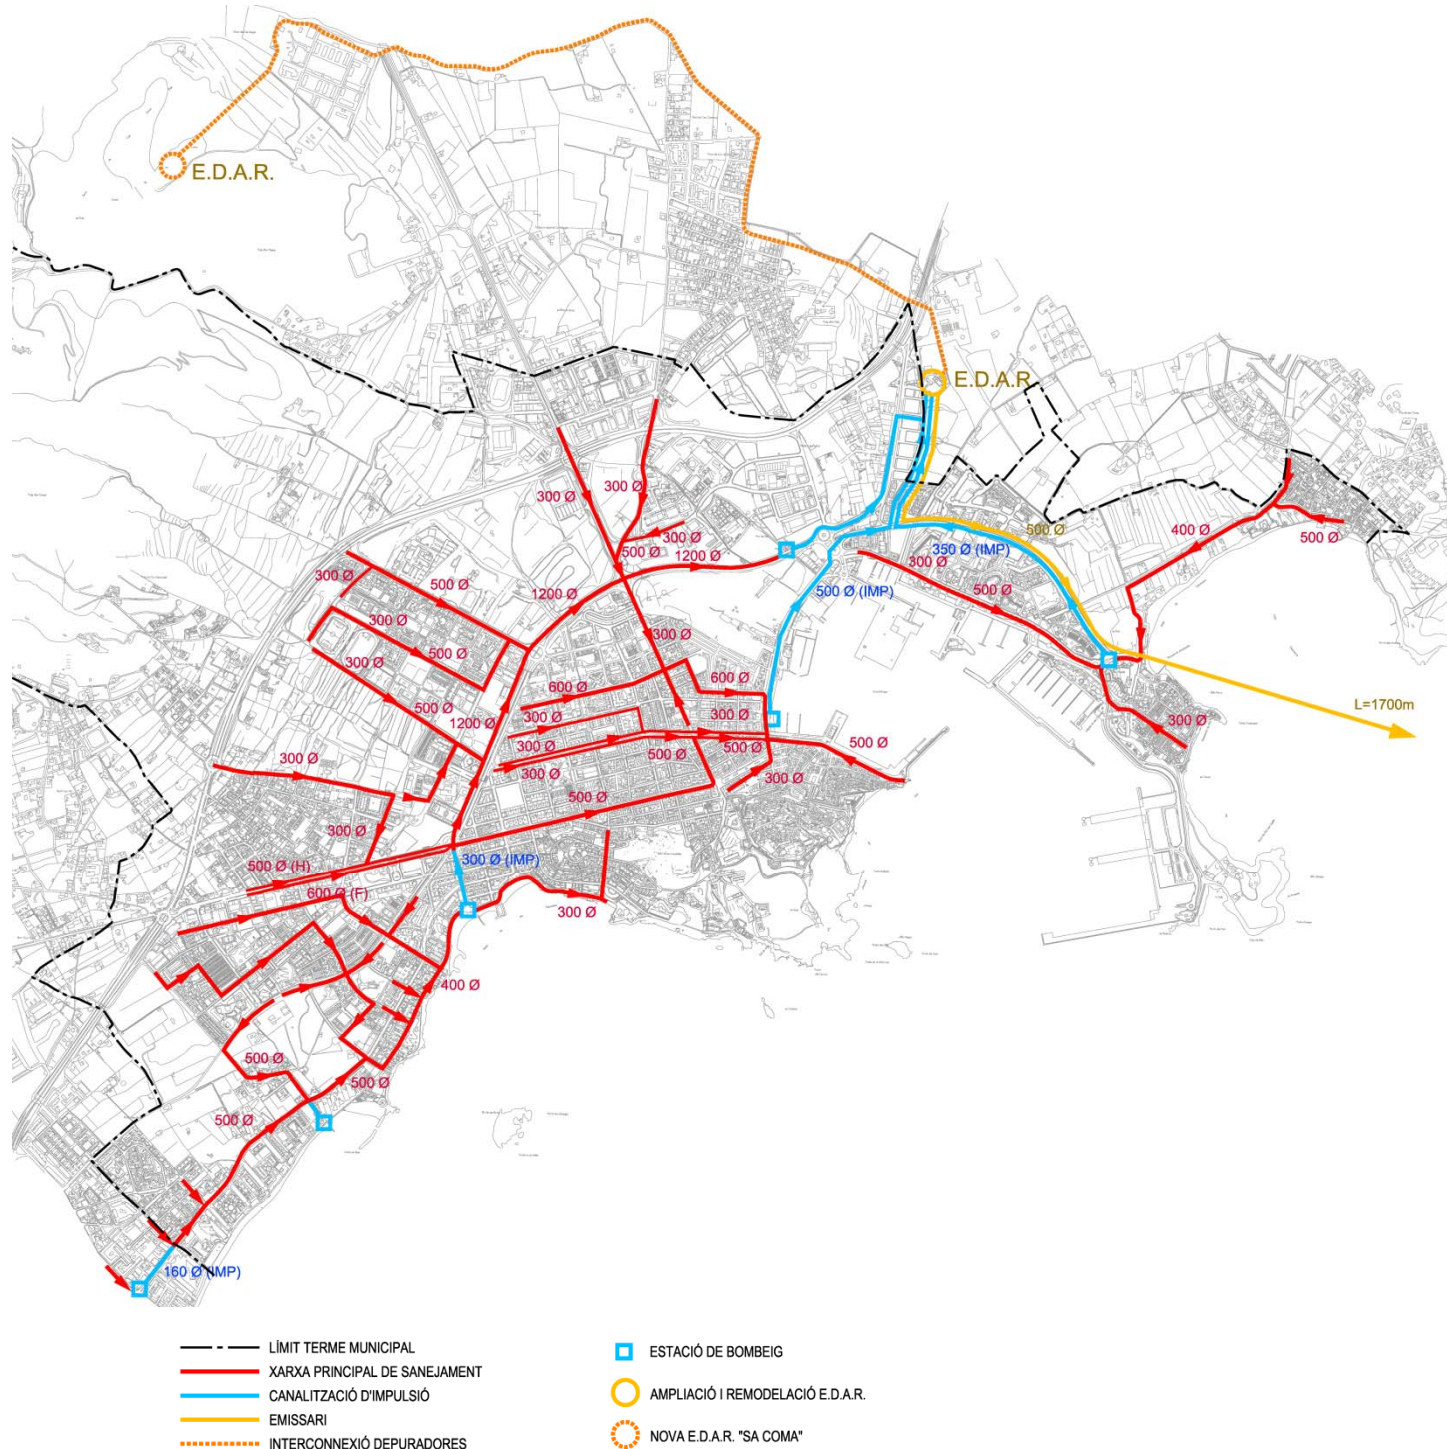 E.D.A.R.
E.D.A.R.
300 Ø
300 Ø
300 Ø
500 Ø
1200 Ø
500 Ø
350 Ø (IMP)
300 Ø
400 Ø
500 Ø
300 Ø
500 Ø
1200 Ø
500 Ø (IMP)
500 Ø
300 Ø
500 Ø
300 Ø
300 Ø
600 Ø
600 Ø
500 Ø
1200 Ø
300 Ø
300 Ø
300 Ø
L=1700m
300 Ø
300 Ø
500 Ø
500 Ø
500 Ø
300 Ø
300 Ø
500 Ø
300 Ø
500 Ø (H)
300 Ø (IMP)
600 Ø (F)
300 Ø
400 Ø
500 Ø
500 Ø
500 Ø
160 Ø (IMP)
LÍMIT TERME MUNICIPAL
XARXA PRINCIPAL DE SANEJAMENT
CANALITZACIÓ D'IMPULSIÓ
EMISSARI
INTERCONNEXIÓ DEPURADORES
ESTACIÓ DE BOMBEIG
AMPLIACIÓ I REMODELACIÓ E.D.A.R.
NOVA E.D.A.R. "SA COMA"